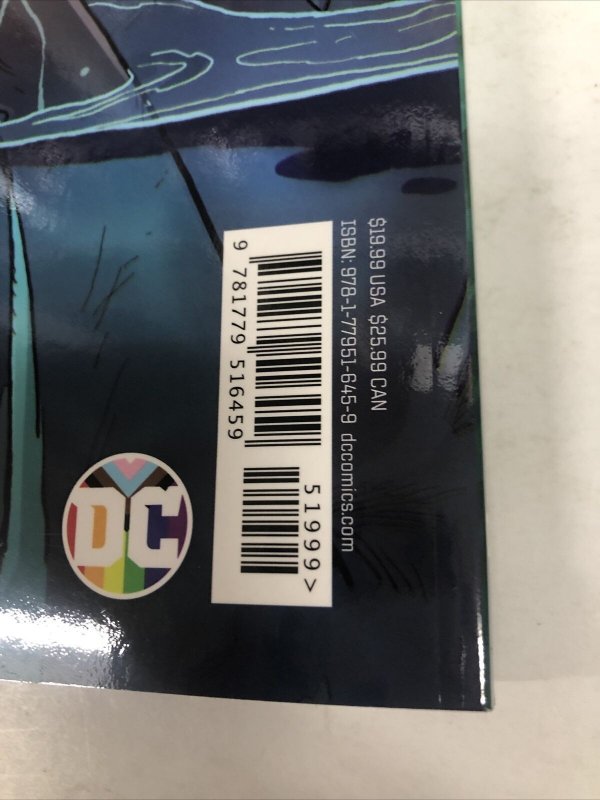 $19.99 USA $25.99 CAN
ISBN: 978-1-77951-645-9 dccomics.com
9 781779 516459
51999>
DC